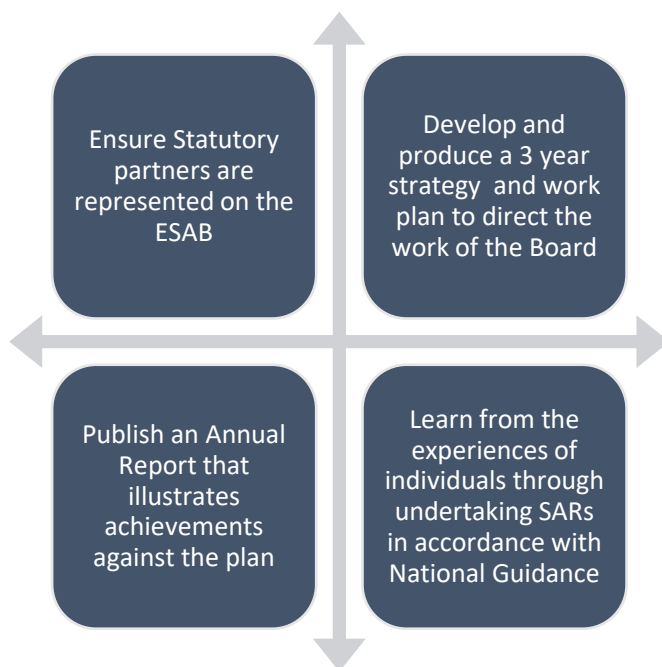 Ensure Statutory
partners are
represented on the
ESAB
Develop and
produce a 3 year
strategy  and work
plan to direct the
work of the Board
Publish an Annual
Report that
illustrates
achievements
against the plan
Learn from the
experiences of
individuals through
undertaking SARs
in accordance with
National Guidance